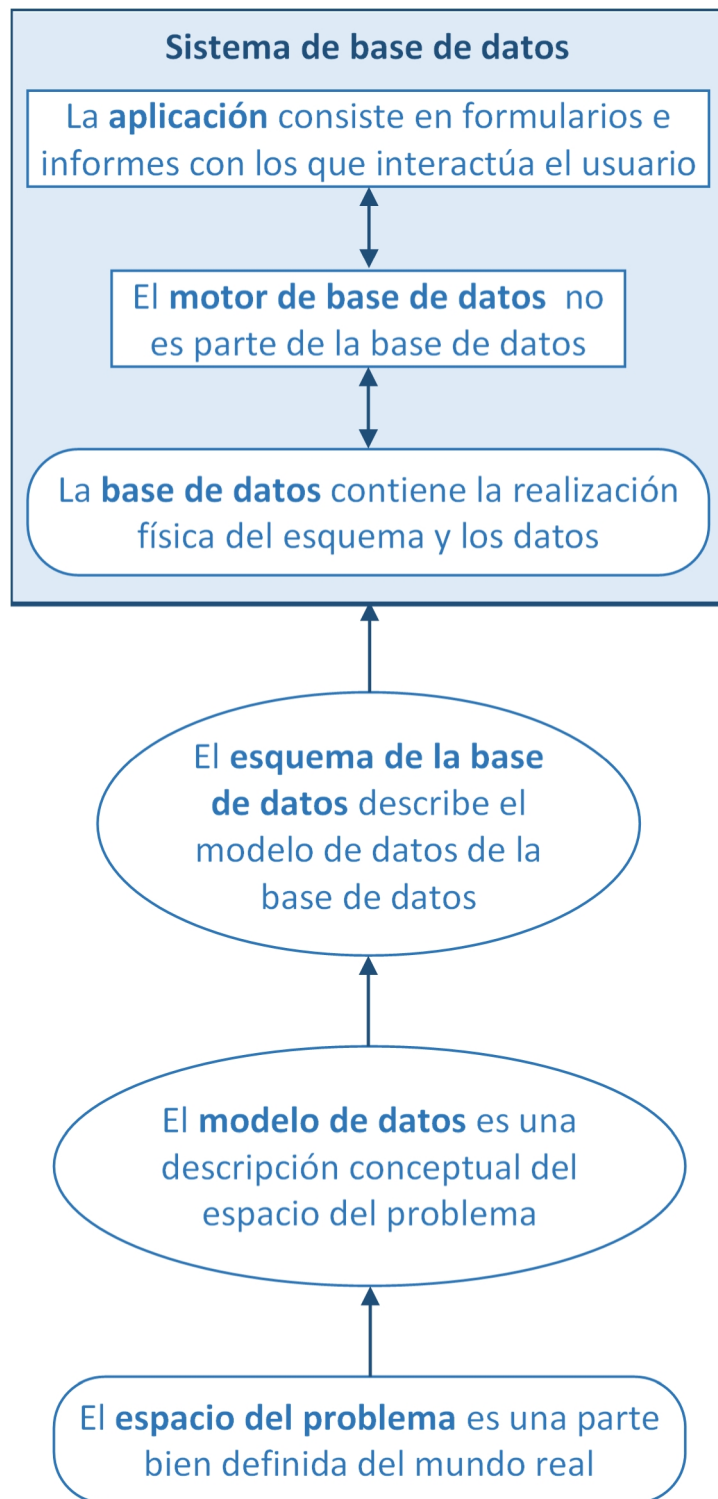 Sistema de base de datos
La aplicación consiste en formularios e
informes con los que interactúa el usuario
El motor de base de datos no
es parte de la base de datos
La base de datos contiene la realización
física del esquema y los datos
El esquema de la base
de datos describe el
modelo de datos de la
base de datos
El modelo de datos es una
descripción conceptual del
espacio del problema
El espacio del problema es una parte
bien definida del mundo real